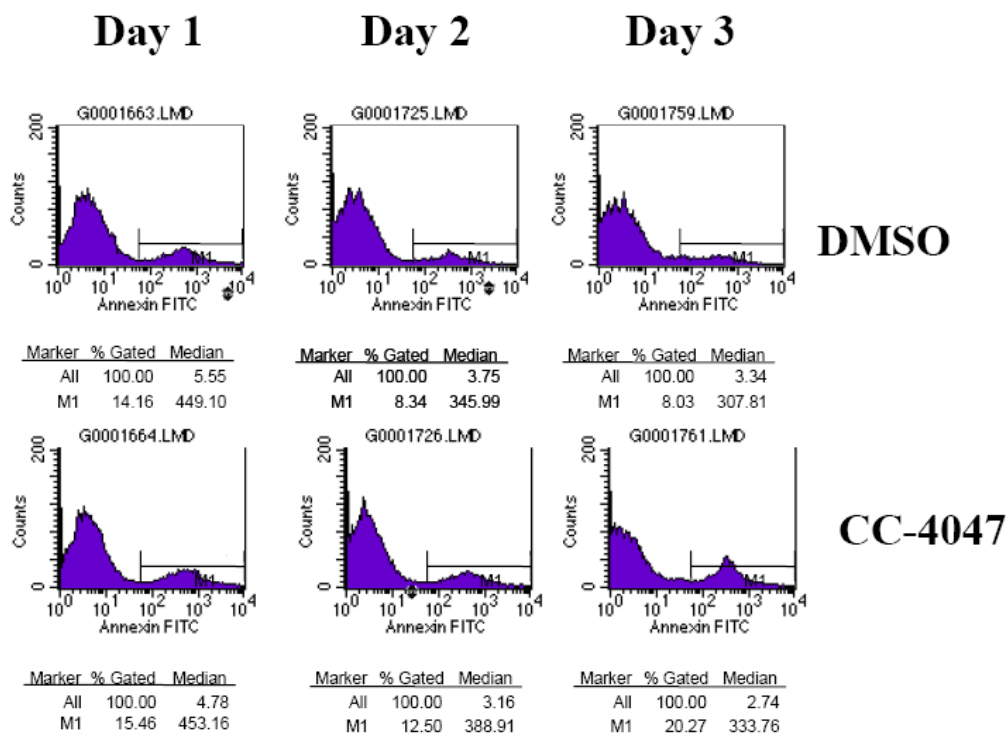 Day 1 Day 2 Day 3
G0001663.LMD G0001725.LMD G0001759.LMD
200 200 200
Counts Counts Counts
M1 M1 M1
0 0 0
10^0 10^1 10^2 10^3 10^4 10^0 10^1 10^2 10^3 10^4 10^0 10^1 10^2 10^3 10^4
Annexin FITC Annexin FITC Annexin FITC
DMSO
Marker % Gated Median Marker % Gated Median Marker % Gated Median
All 100.00 5.55 All 100.00 3.75 All 100.00 3.34
M1 14.16 449.10 M1 8.34 345.99 M1 8.03 307.81
G0001664.LMD G0001726.LMD G0001761.LMD
200 200 200
Counts Counts Counts
M1 M1 M1
0 0 0
10^0 10^1 10^2 10^3 10^4 10^0 10^1 10^2 10^3 10^4 10^0 10^1 10^2 10^3 10^4
Annexin FITC Annexin FITC Annexin FITC
CC-4047
Marker % Gated Median Marker % Gated Median Marker % Gated Median
All 100.00 4.78 All 100.00 3.16 All 100.00 2.74
M1 15.46 453.16 M1 12.50 388.91 M1 20.27 333.76